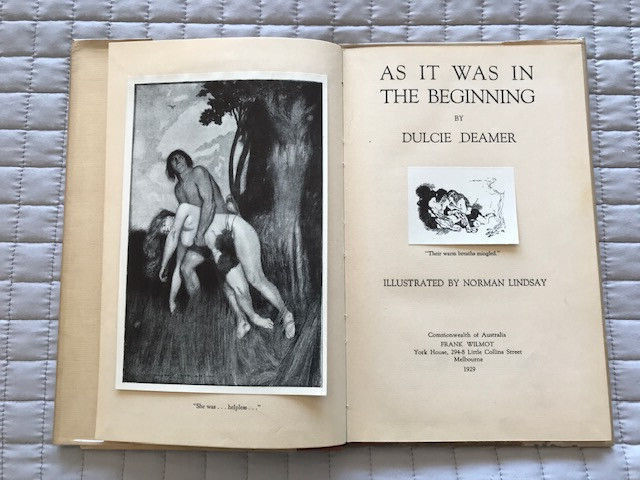 "She was . . . helpless . . ."
AS IT WAS IN
THE BEGINNING
BY
DULCIE DEAMER
"Their warm breaths mingled."
ILLUSTRATED BY NORMAN LINDSAY
Commonwealth of Australia
FRANK WILMOT
York House, 294-8 Little Collins Street
Melbourne
1929